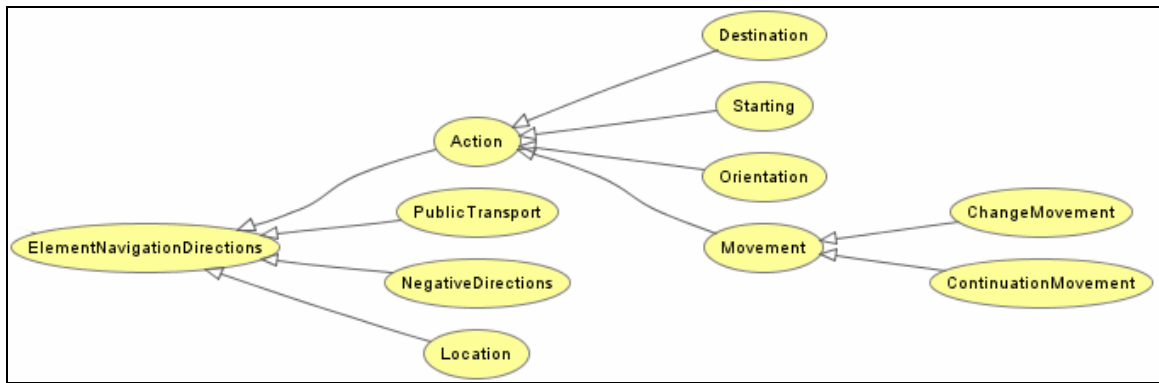 Destination
Starting
Action
Orientation
PublicTransport
ChangeMovement
ElementNavigationDirections
Movement
NegativeDirections
ContinuationMovement
Location